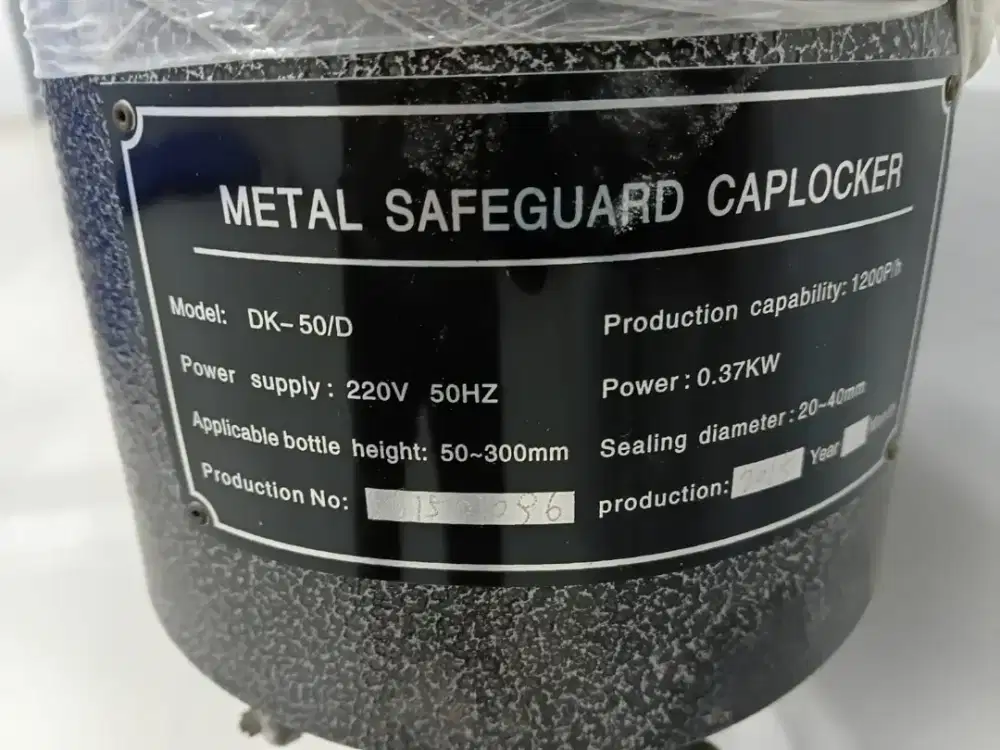 METAL SAFEGUARD CAPLOCKER
Model: DK-50/D
Production capability: 1200P/h
Power supply: 220V 50HZ
Power: 0.37KW
Applicable bottle height: 50~300mm
Sealing diameter: 20~40mm
Production No:
production: Year Month